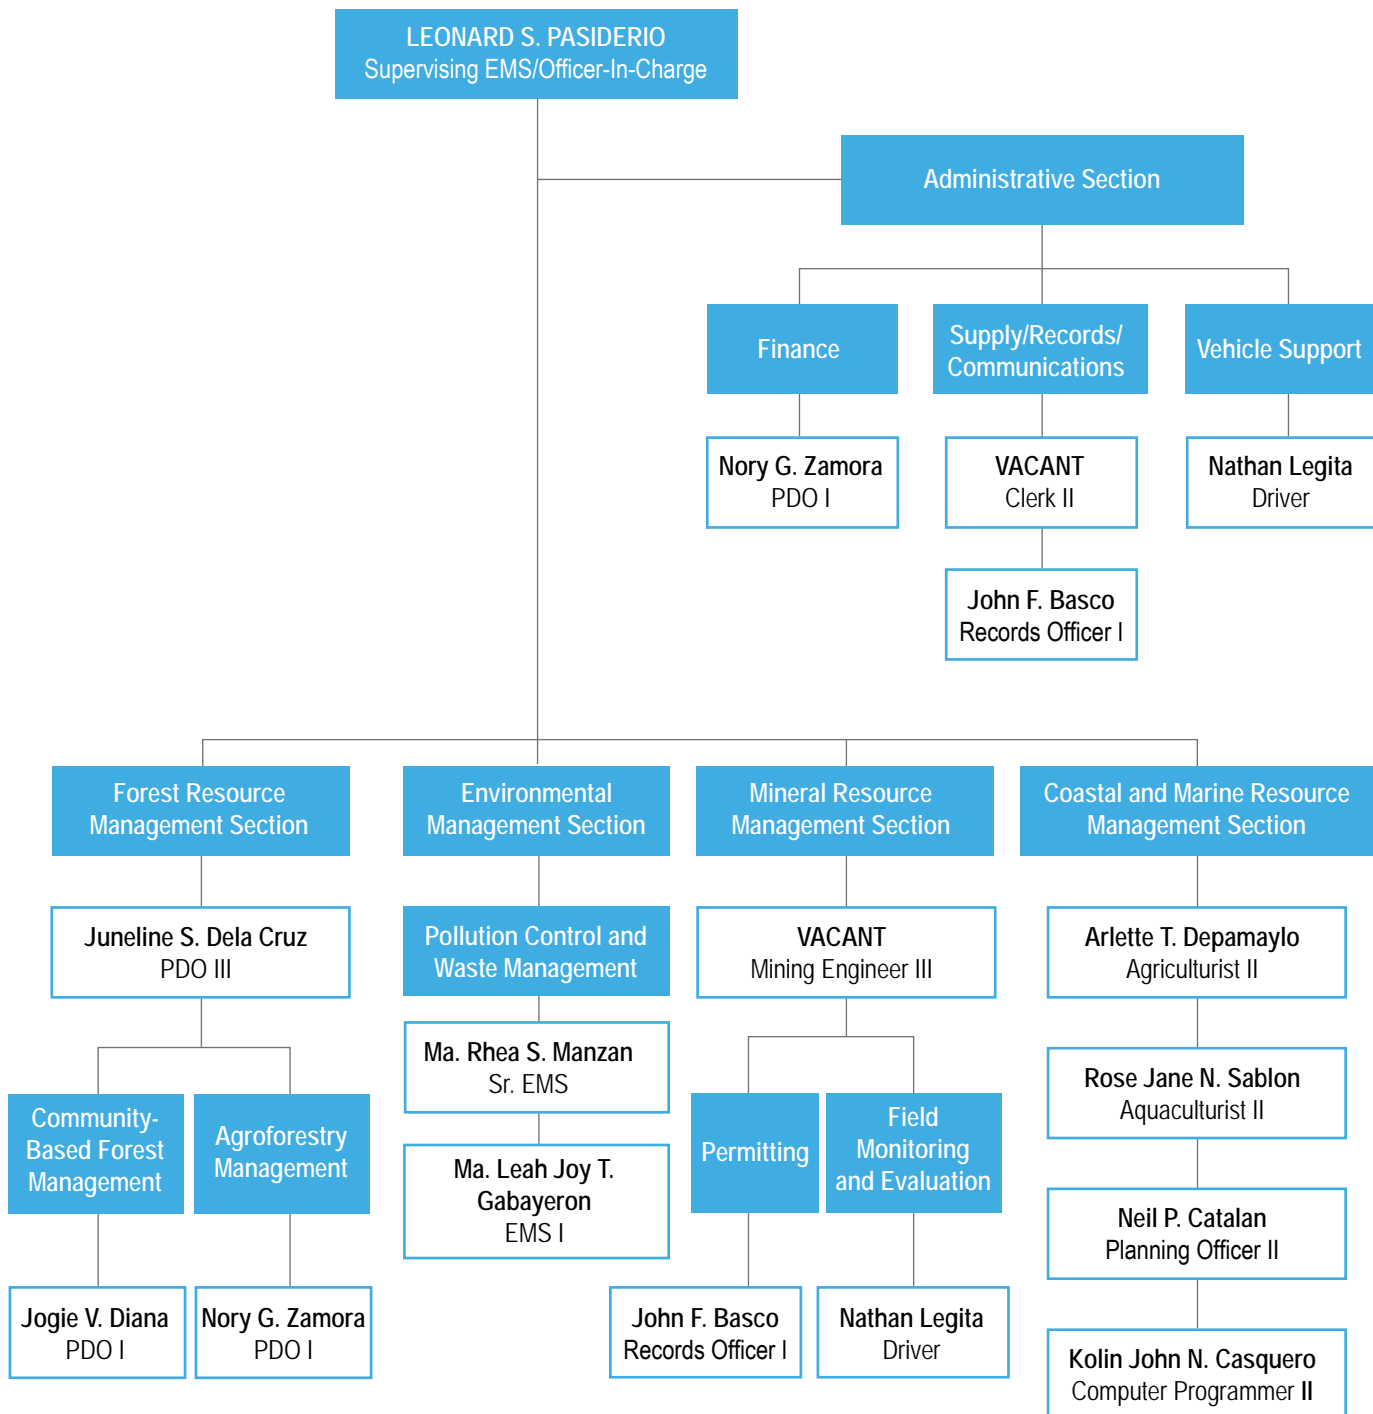 LEONARD S. PASIDERIO
Supervising EMS/Officer-In-Charge
Administrative Section
Finance
Supply/Records/
Communications
Vehicle Support
Nory G. Zamora
PDO I
VACANT
Clerk II
Nathan Legita
Driver
John F. Basco
Records Officer I
Forest Resource
Management Section
Environmental
Management Section
Mineral Resource
Management Section
Coastal and Marine Resource
Management Section
Juneline S. Dela Cruz
PDO III
Pollution Control and
Waste Management
VACANT
Mining Engineer III
Arlette T. Depamaylo
Agriculturist II
Ma. Rhea S. Manzan
Sr. EMS
Rose Jane N. Sablon
Aquaculturist II
Community-
Based Forest
Management
Agroforestry
Management
Ma. Leah Joy T.
Gabayeron
EMS I
Permitting
Field
Monitoring
and Evaluation
Neil P. Catalan
Planning Officer II
Jogie V. Diana
PDO I
Nory G. Zamora
PDO I
John F. Basco
Records Officer I
Nathan Legita
Driver
Kolin John N. Casquero
Computer Programmer II